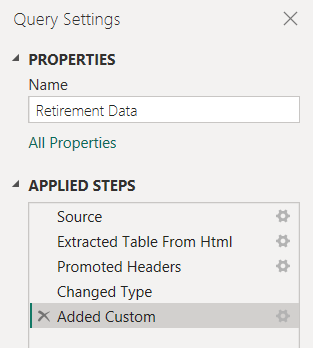 Query Settings
PROPERTIES
Name
Retirement Data
All Properties
APPLIED STEPS
Source
Extracted Table From Html
Promoted Headers
Changed Type
Added Custom